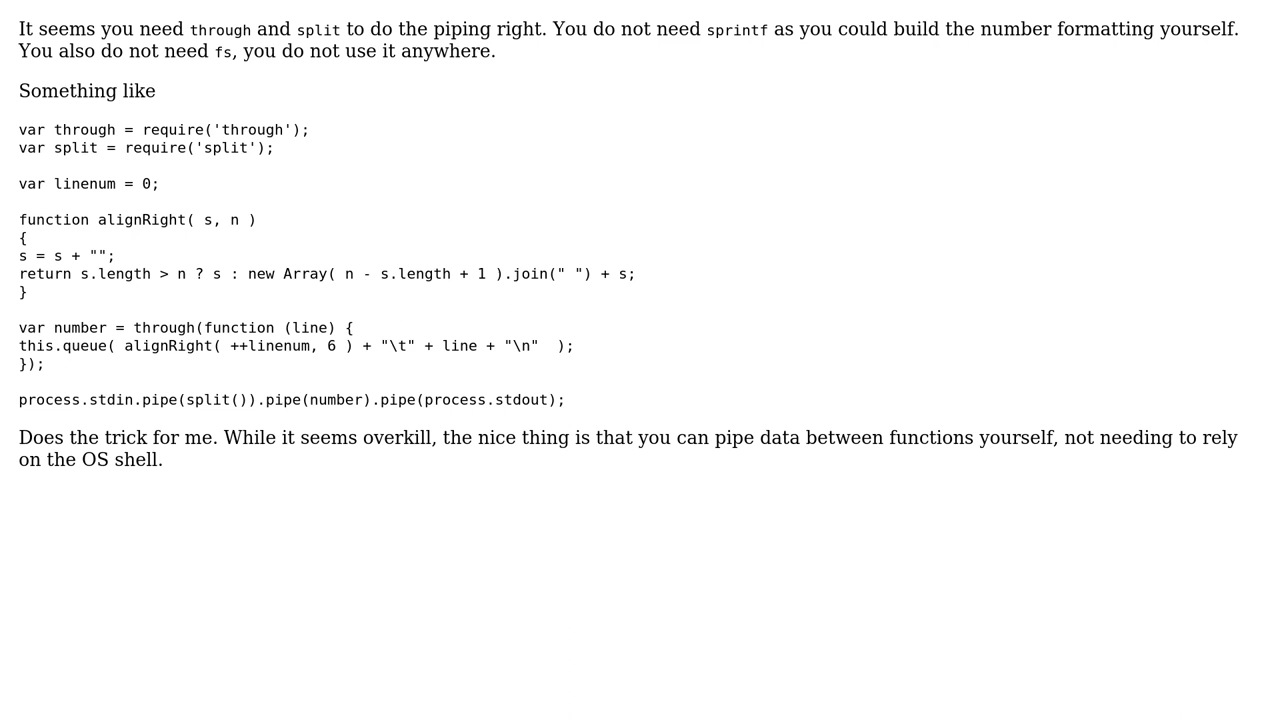 It seems you need through and split to do the piping right. You do not need sprintf as you could build the number formatting yourself.
You also do not need fs, you do not use it anywhere.
Something like
var through = require('through');
var split = require('split');
var linenum = 0;
function alignRight( s, n )
{
s = s + "";
return s.length > n ? s : new Array( n - s.length + 1 ).join(" ") + s;
}
var number = through(function (line) {
this.queue( alignRight( ++linenum, 6 ) + "\t" + line + "\n"  );
});
process.stdin.pipe(split()).pipe(number).pipe(process.stdout);
Does the trick for me. While it seems overkill, the nice thing is that you can pipe data between functions yourself, not needing to rely
on the OS shell.